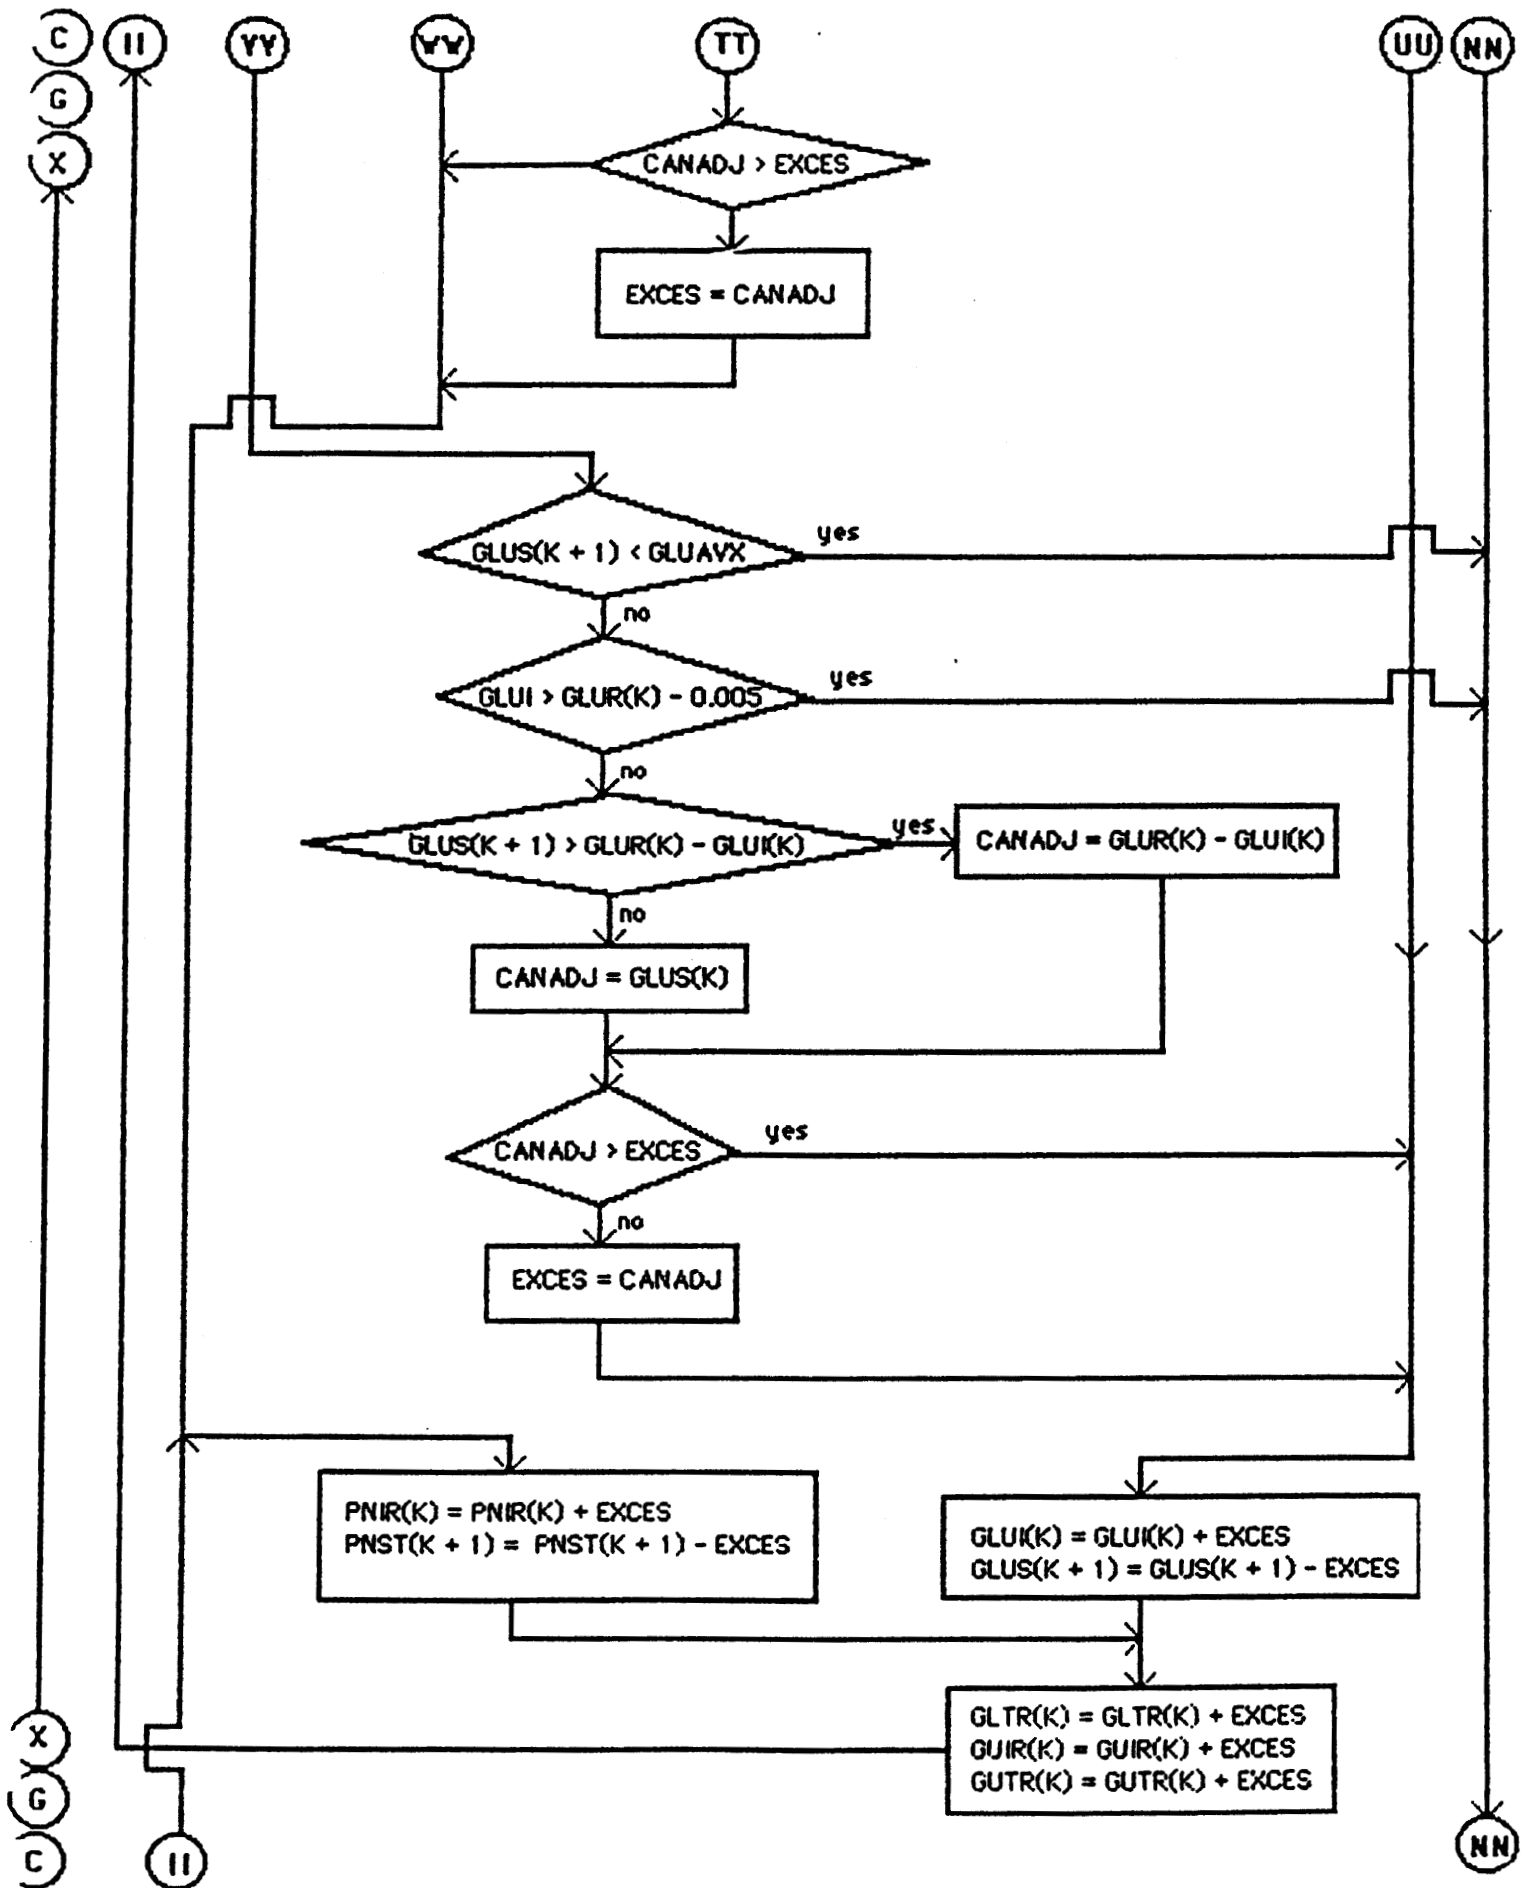 C
II
YY
WW
TT
UU
NN
G
X
CANADJ > EXCES
EXCES = CANADJ
GLUS(K + 1) < GLUAVX
yes
no
GLUI > GLUR(K) - 0.005
yes
no
GLUS(K + 1) > GLUR(K) - GLUI(K)
yes
CANADJ = GLUR(K) - GLUI(K)
no
CANADJ = GLUS(K)
CANADJ > EXCES
yes
no
EXCES = CANADJ
PNIR(K) = PNIR(K) + EXCES
PNST(K + 1) = PNST(K + 1) - EXCES
GLUI(K) = GLUI(K) + EXCES
GLUS(K + 1) = GLUS(K + 1) - EXCES
GLTR(K) = GLTR(K) + EXCES
GUIR(K) = GUIR(K) + EXCES
GUTR(K) = GUTR(K) + EXCES
X
G
C
II
NN